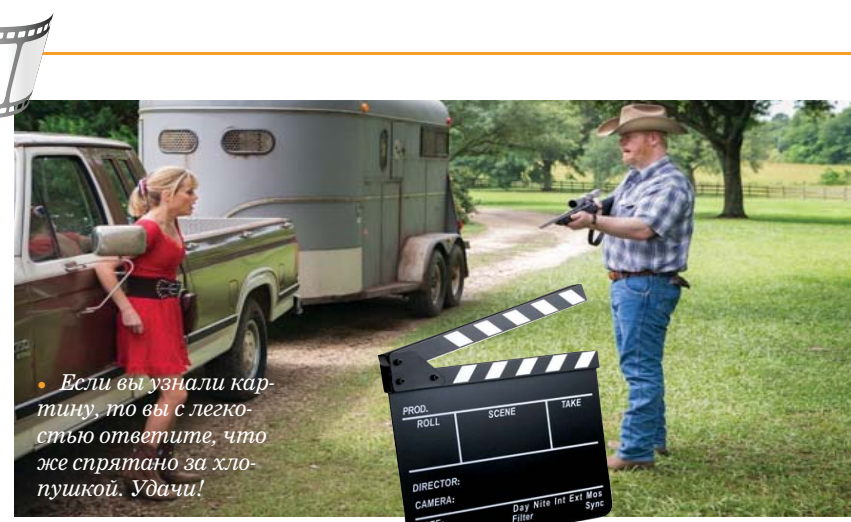 • Если вы узнали кар-
тину, то вы с легко-
стью ответите, что
же спрятано за хло-
пушкой. Удачи!
PROD.
ROLL
SCENE
TAKE
DIRECTOR:
CAMERA:
Day Nite Int Ext Mos
Filter
Sync